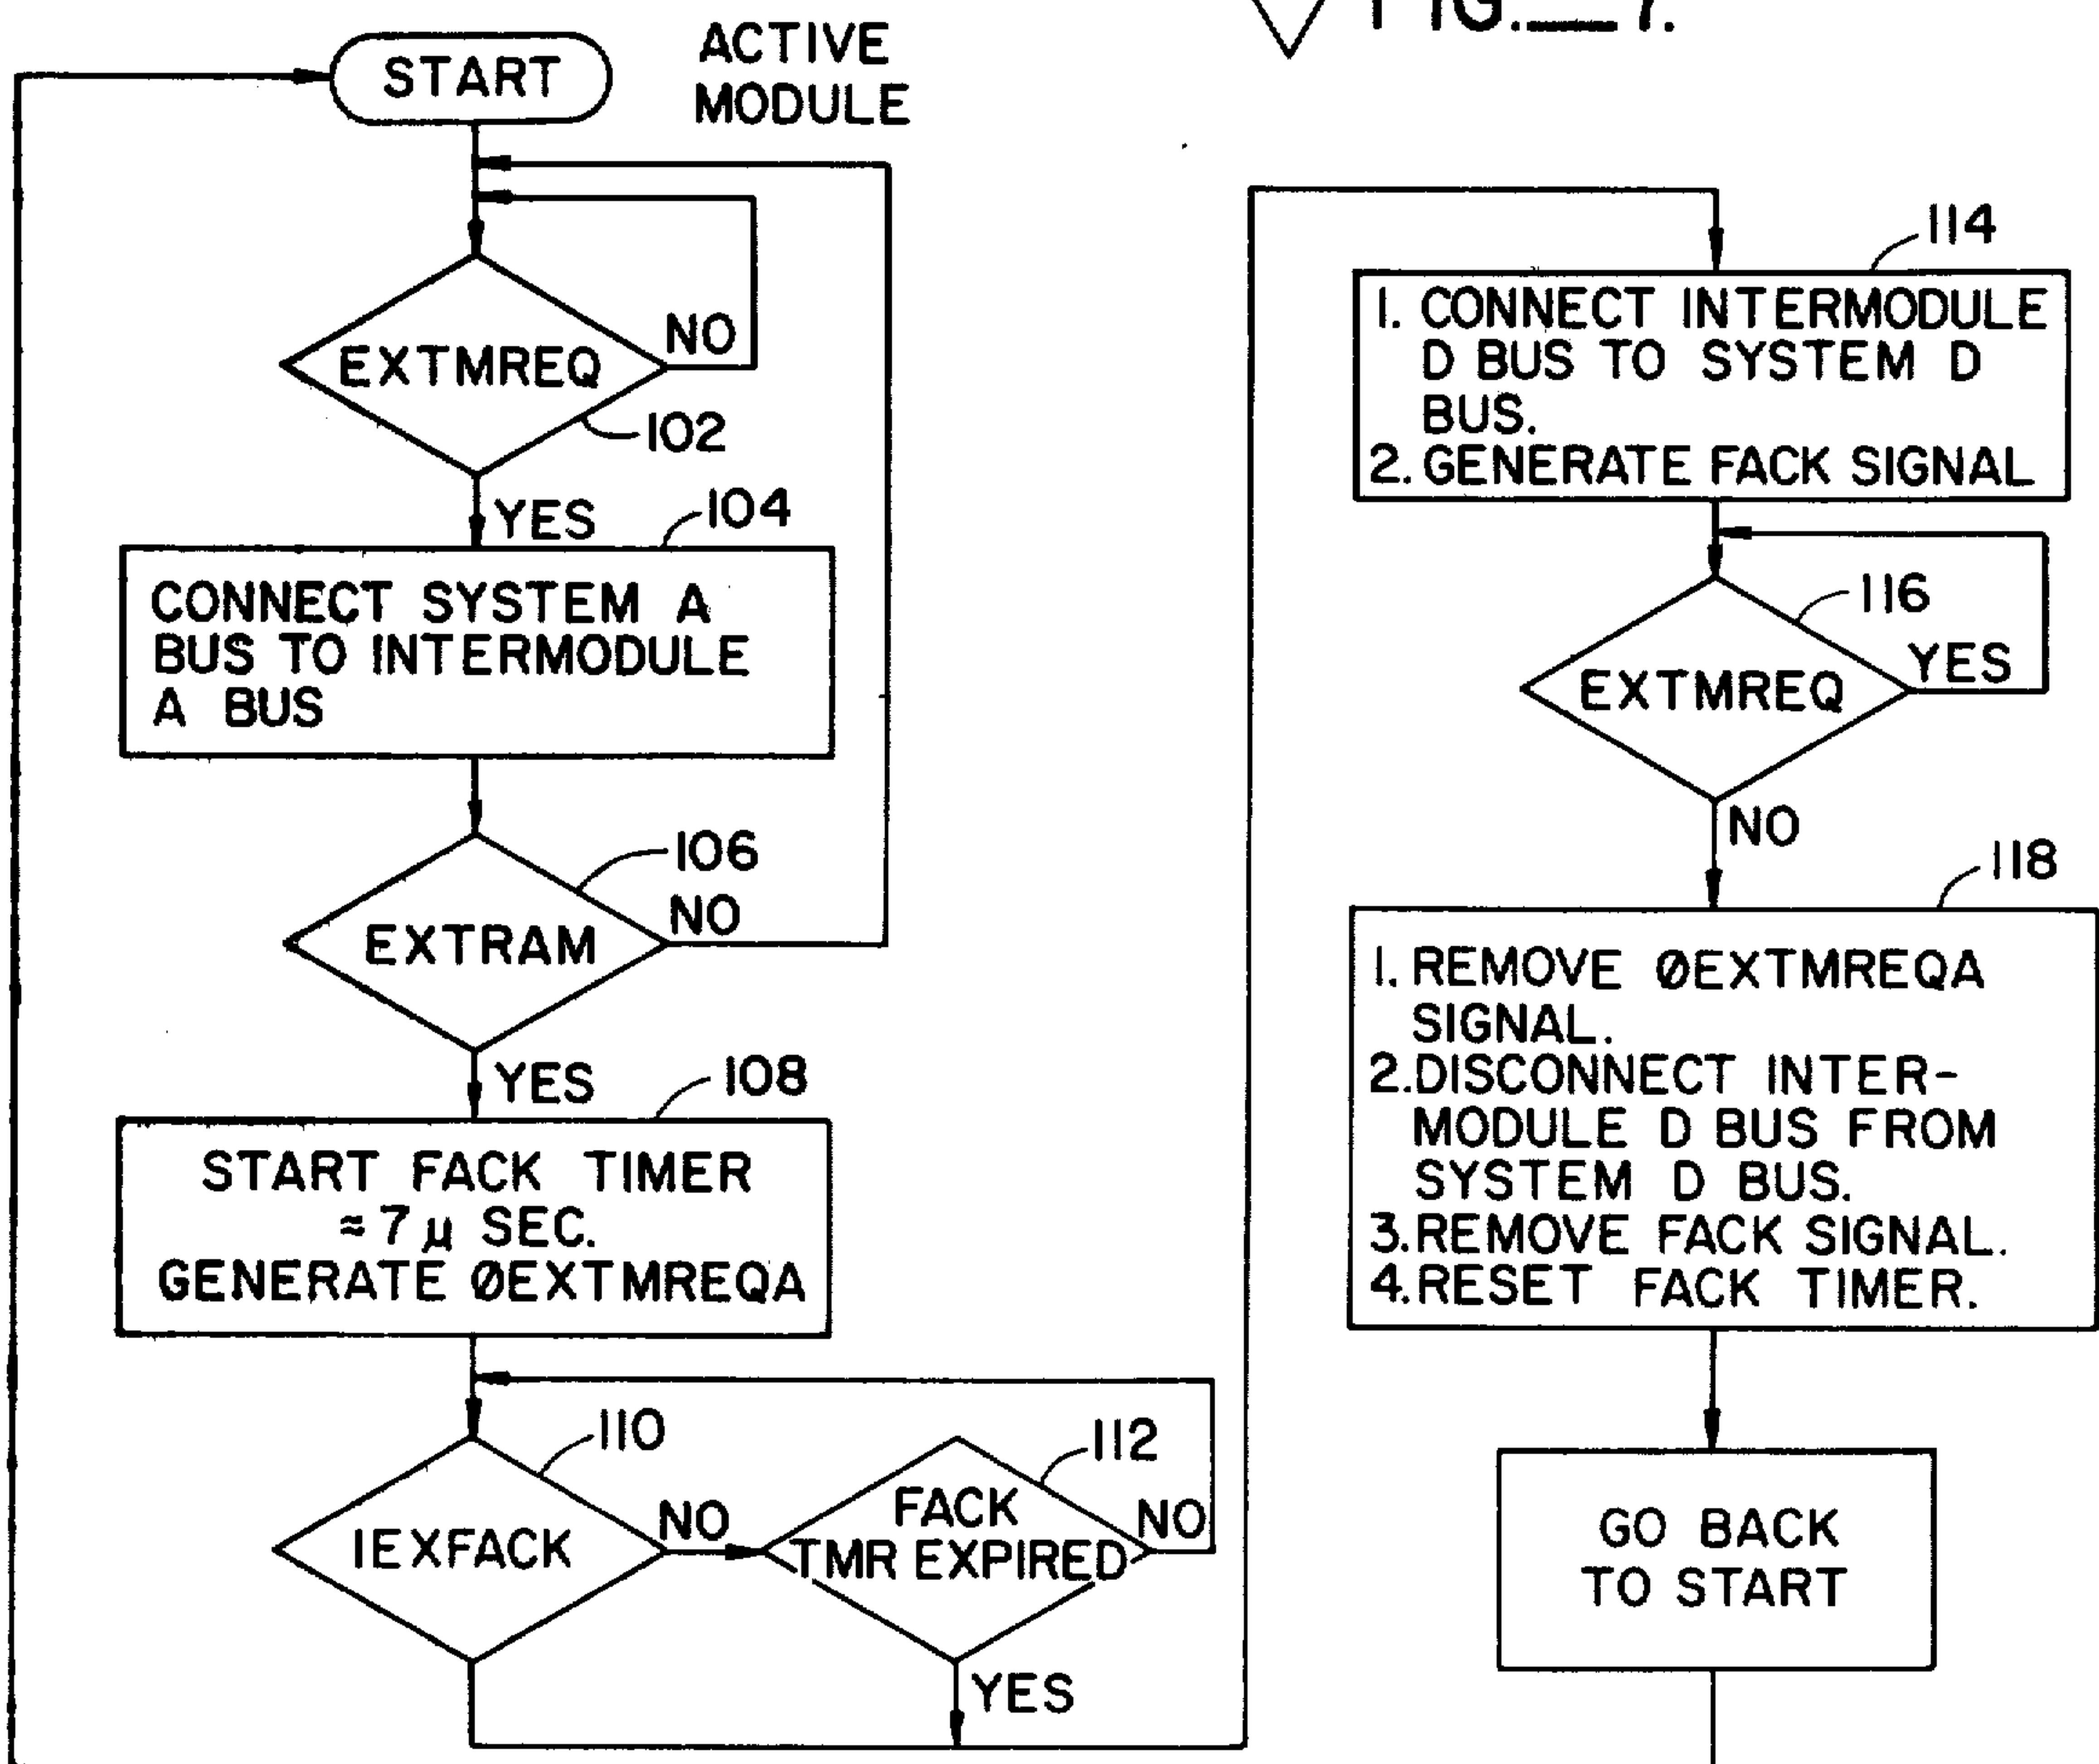 FIG. 7.
ACTIVE
MODULE
START
EXTMREQ
NO
102
YES
104
CONNECT SYSTEM A
BUS TO INTERMODULE
A BUS
106
EXTRAM
NO
YES
108
START FACK TIMER
≈7 µ SEC.
GENERATE ØEXTMREQA
110
IEXFACK
NO
112
FACK
TMR EXPIRED
NO
YES
114
1. CONNECT INTERMODULE
D BUS TO SYSTEM D
BUS.
2. GENERATE FACK SIGNAL
116
EXTMREQ
YES
NO
118
1. REMOVE ØEXTMREQA
SIGNAL.
2. DISCONNECT INTER-
MODULE D BUS FROM
SYSTEM D BUS.
3. REMOVE FACK SIGNAL.
4. RESET FACK TIMER.
GO BACK
TO START